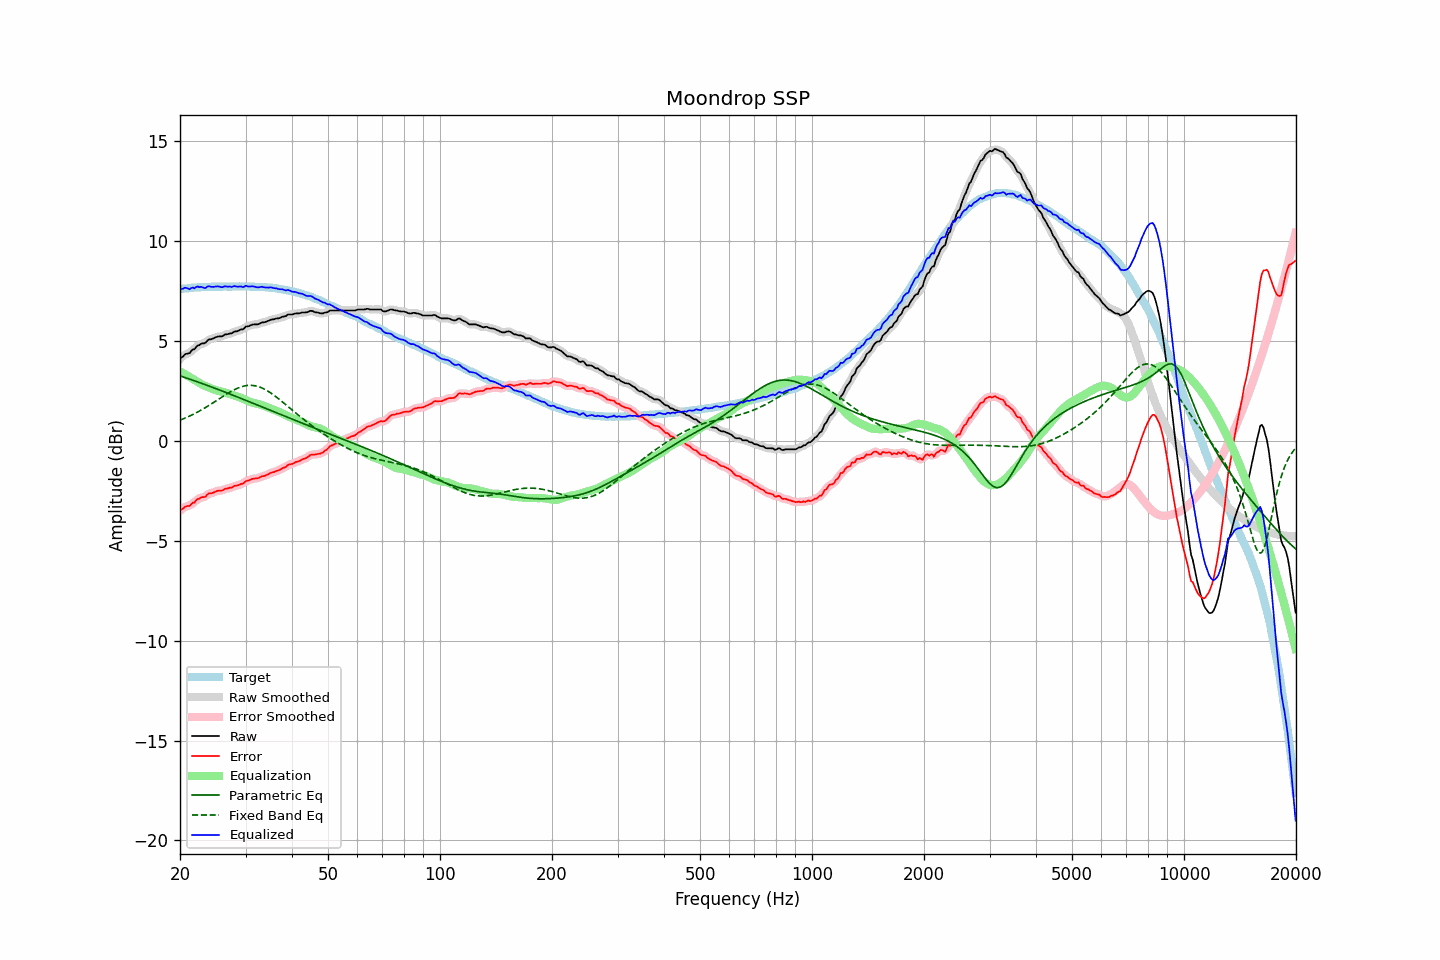 Moondrop SSP
Amplitude (dBr)
15
10
5
0
−5
−10
−15
−20
Target
Raw Smoothed
Error Smoothed
Raw
Error
Equalization
Parametric Eq
Fixed Band Eq
Equalized
20 50 100 200 500 1000 2000 5000 10000 20000
Frequency (Hz)